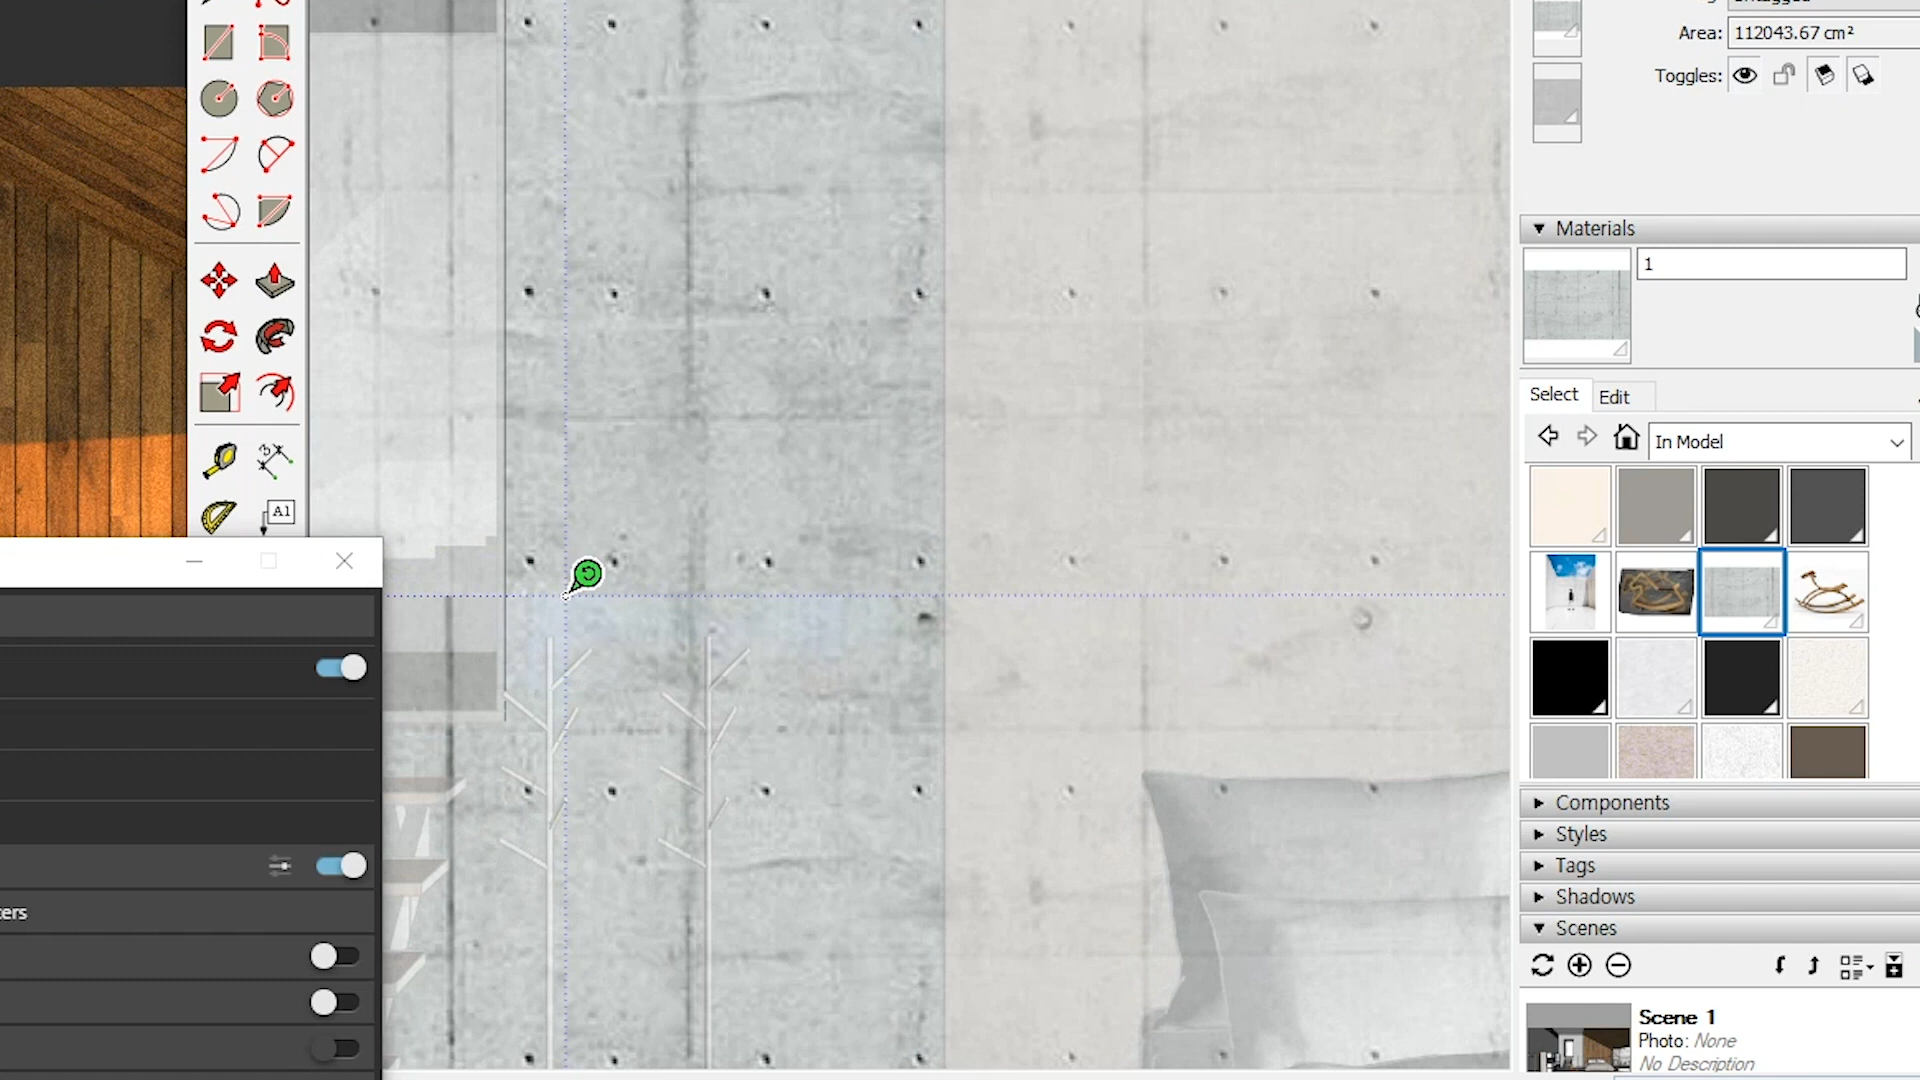 Area: 112043.67 cm²
Toggles:
Materials
1
Select
Edit
In Model
A1
Components
Styles
Tags
Shadows
ters
Scenes
Scene 1
Photo: None
No Description